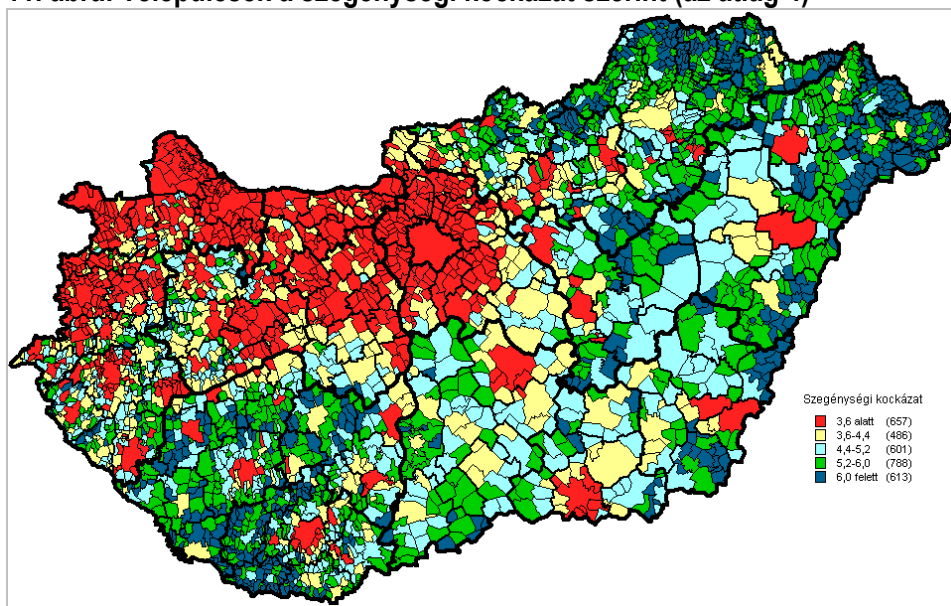 Szegénységi kockázat
3,6 alatt (657)
3,6-4,4 (486)
4,4-5,2 (601)
5,2-6,0 (788)
6,0 felett (613)